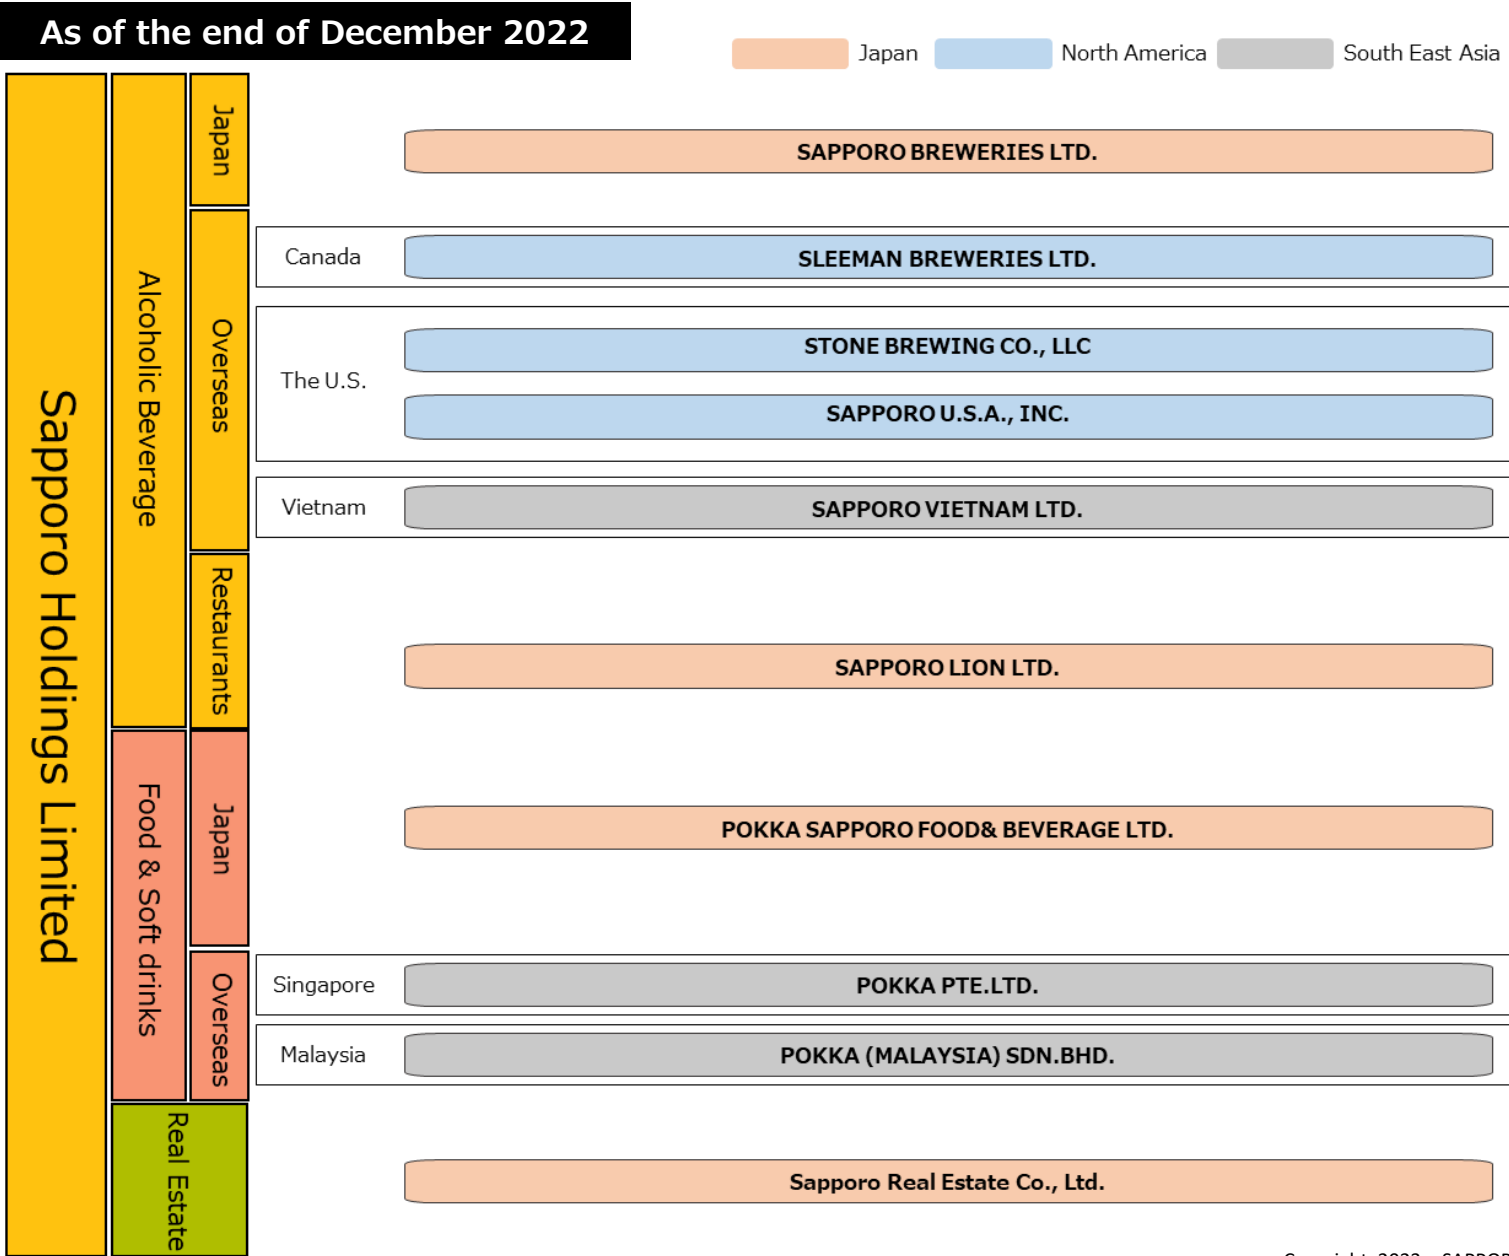 As of the end of December 2022
Japan
North America
South East Asia
Sapporo Holdings Limited
Alcoholic Beverage
Japan
SAPPORO BREWERIES LTD.
Overseas
Canada
SLEEMAN BREWERIES LTD.
The U.S.
STONE BREWING CO., LLC
SAPPORO U.S.A., INC.
Vietnam
SAPPORO VIETNAM LTD.
Restaurants
SAPPORO LION LTD.
Food & Soft drinks
Japan
POKKA SAPPORO FOOD& BEVERAGE LTD.
Overseas
Singapore
POKKA PTE.LTD.
Malaysia
POKKA (MALAYSIA) SDN.BHD.
Real Estate
Sapporo Real Estate Co., Ltd.